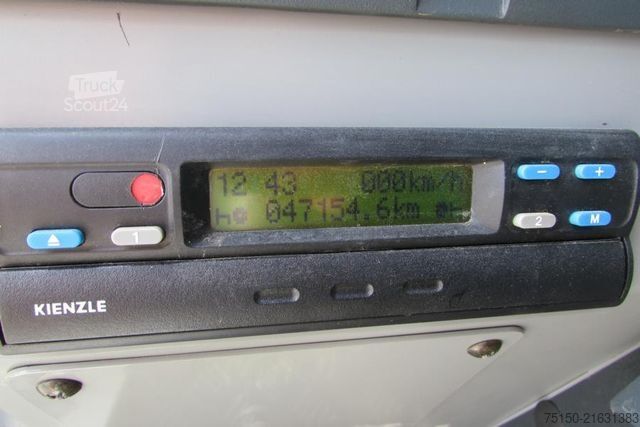 Truck
Scout24
12 43 000km/h
047154.6km
1
2
M
- +
KIENZLE
75150-21631383